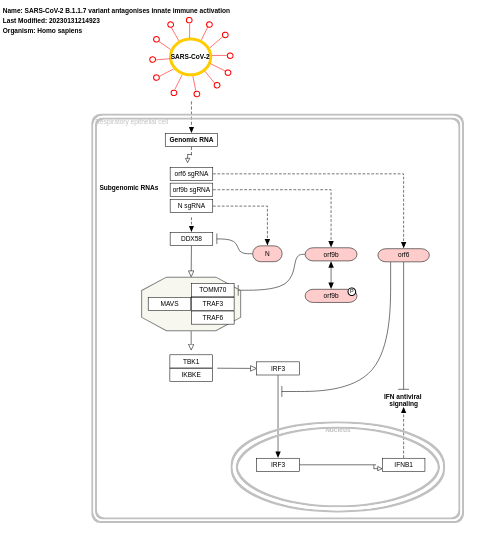 Name: SARS-CoV-2 B.1.1.7 variant antagonises innate immune activation
Last Modified: 20230131214923
Organism: Homo sapiens
SARS-CoV-2
Respiratory epithelial cell
Genomic RNA
orf6 sgRNA
Subgenomic RNAs
orf9b sgRNA
N sgRNA
DDX58
N
orf9b
orf6
TOMM70
orf9b
P
MAVS
TRAF3
TRAF6
TBK1
IKBKE
IRF3
IFN antiviral
signaling
Nucleus
IRF3
IFNB1